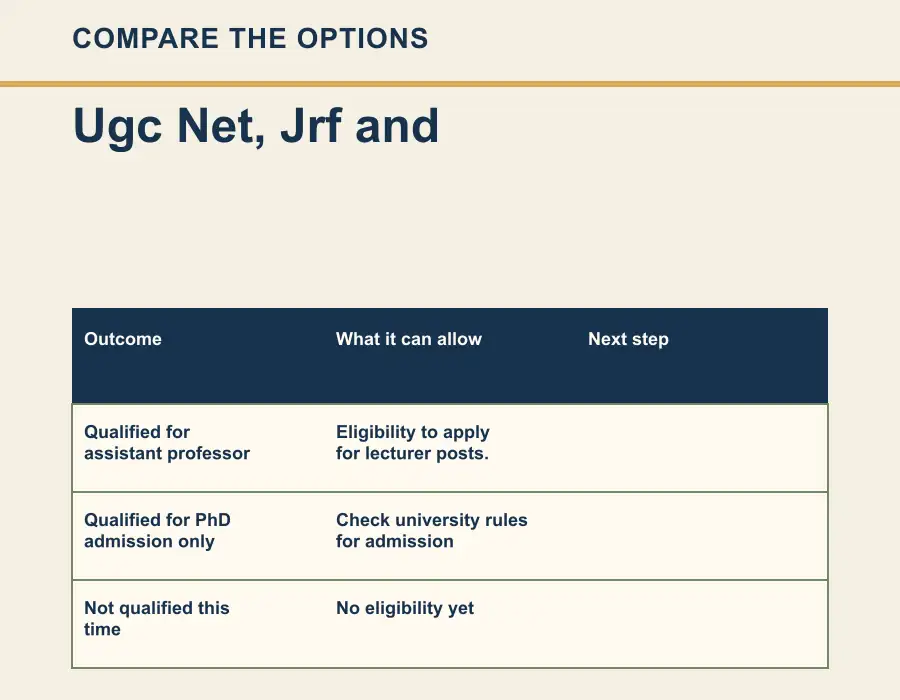 COMPARE THE OPTIONS
Ugc Net, Jrf and
Outcome What it can allow Next step
Qualified for
assistant professor
Eligibility to apply
for lecturer posts.
Qualified for PhD
admission only
Check university rules
for admission
Not qualified this
time
No eligibility yet